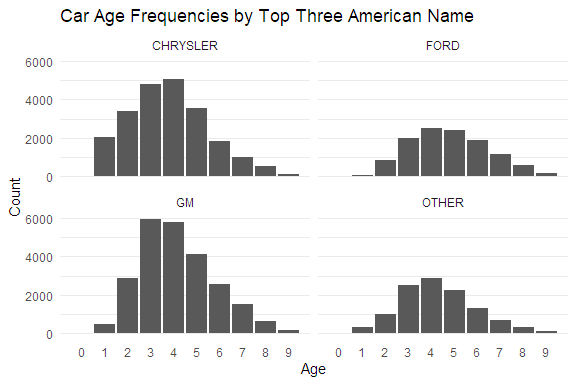 Car Age Frequencies by Top Three American Name
CHRYSLER FORD
6000
4000
2000
0
GM OTHER
6000
4000
2000
0
Count
0 1 2 3 4 5 6 7 8 9 0 1 2 3 4 5 6 7 8 9
Age